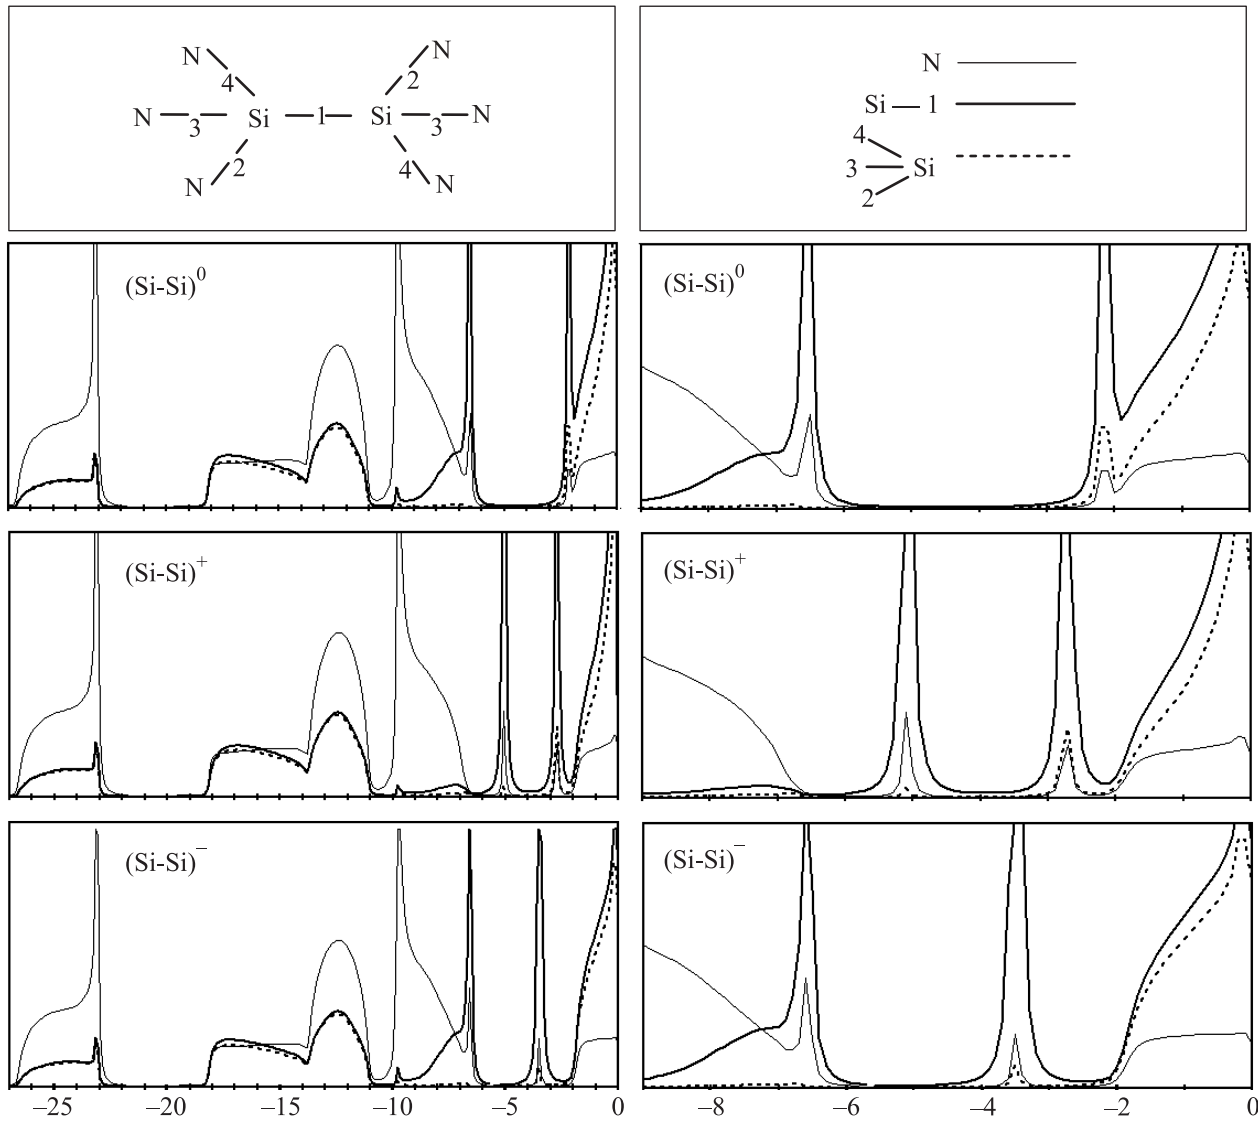 N N
4 2
N 3 Si 1 Si 3 N
2 4
N N
N
Si 1
4
3 Si
2
(Si-Si)⁰
(Si-Si)⁰
(Si-Si)⁺
(Si-Si)⁺
(Si-Si)⁻
(Si-Si)⁻
–25 –20 –15 –10 –5 0
–8 –6 –4 –2 0